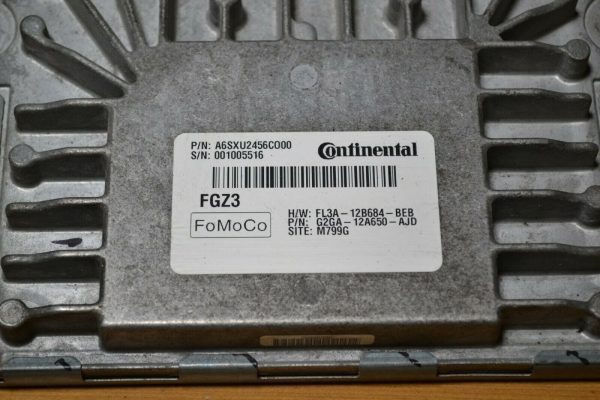 P/N: A6SXU2456C000
S/N: 001005516
Continental
FGZ3
FoMoCo
H/W: FL3A-12B684-BEB
P/N: G2GA-12A650-AJD
SITE: M799G